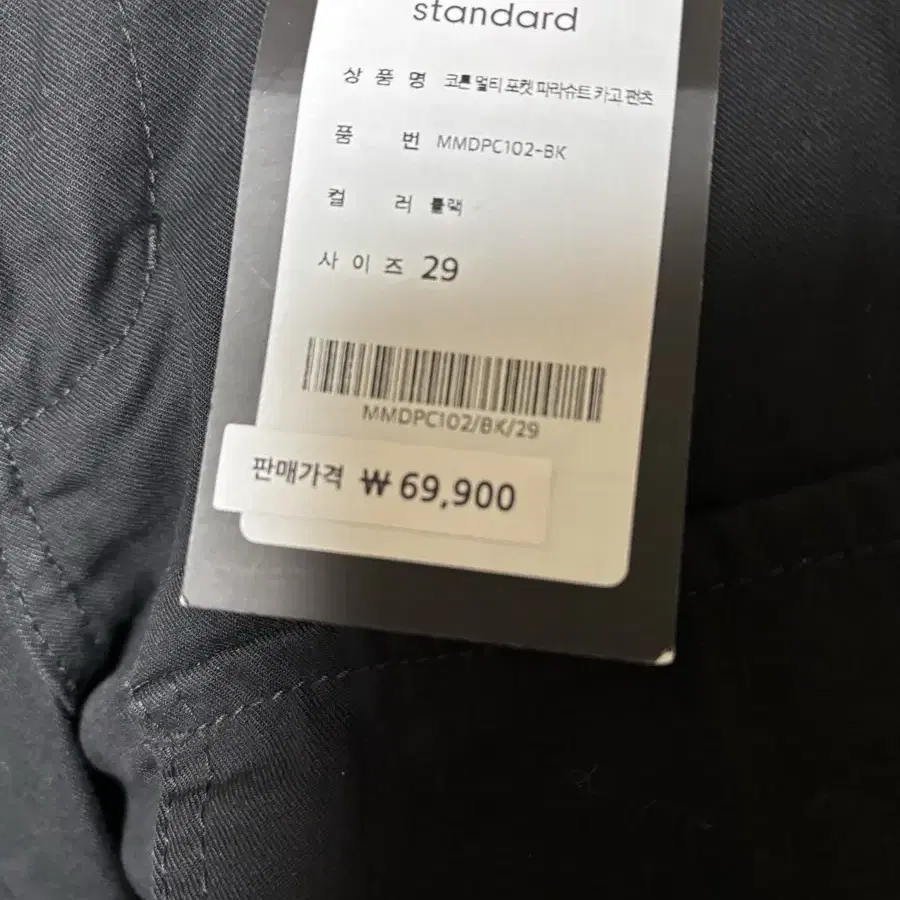 standard
상품명 코튼 멀티 포켓 파라슈트 카고 팬츠
품번 MMDPC102-BK
컬러 블랙
사이즈 29
MMDPC102/BK/29
판매가격 ₩69,900